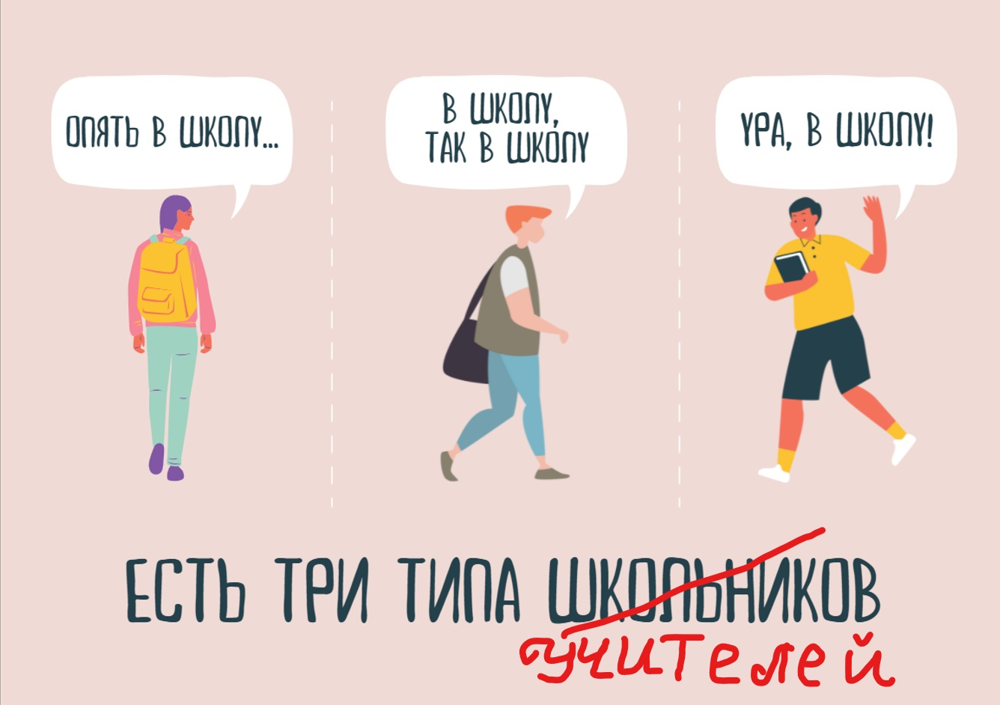 ОПЯТЬ В ШКОЛУ...
В ШКОЛУ,
ТАК В ШКОЛУ
УРА, В ШКОЛУ!
ЕСТЬ ТРИ ТИПА ШКОЛЬНИКОВ
учителей